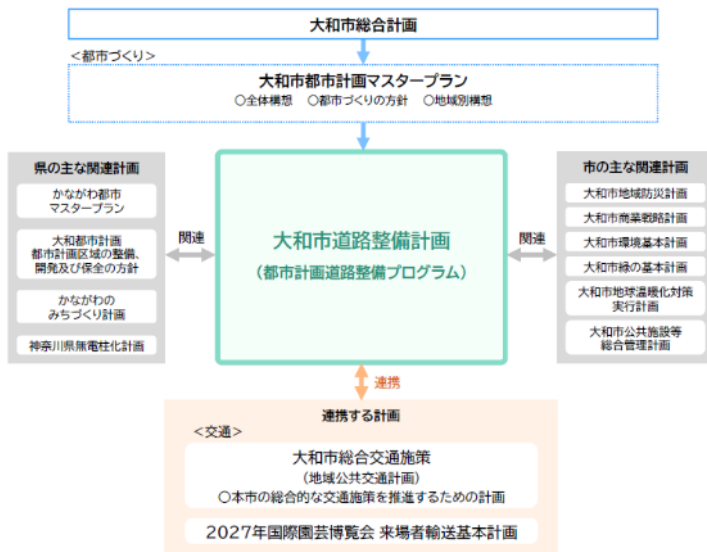 大和市総合計画
＜都市づくり＞
大和市都市計画マスタープラン
○全体構想　○都市づくりの方針　○地域別構想
県の主な関連計画
かながわ都市
マスタープラン
大和都市計画
都市計画区域の整備、
開発及び保全の方針
かながわの
みちづくり計画
神奈川県無電柱化計画
関連
大和市道路整備計画
（都市計画道路整備プログラム）
関連
市の主な関連計画
大和市地域防災計画
大和市商業戦略計画
大和市環境基本計画
大和市緑の基本計画
大和市地球温暖化対策
実行計画
大和市公共施設等
総合管理計画
連携
連携する計画
＜交通＞
大和市総合交通施策
（地域公共交通計画）
○本市の総合的な交通施策を推進するための計画
2027年国際園芸博覧会 来場者輸送基本計画